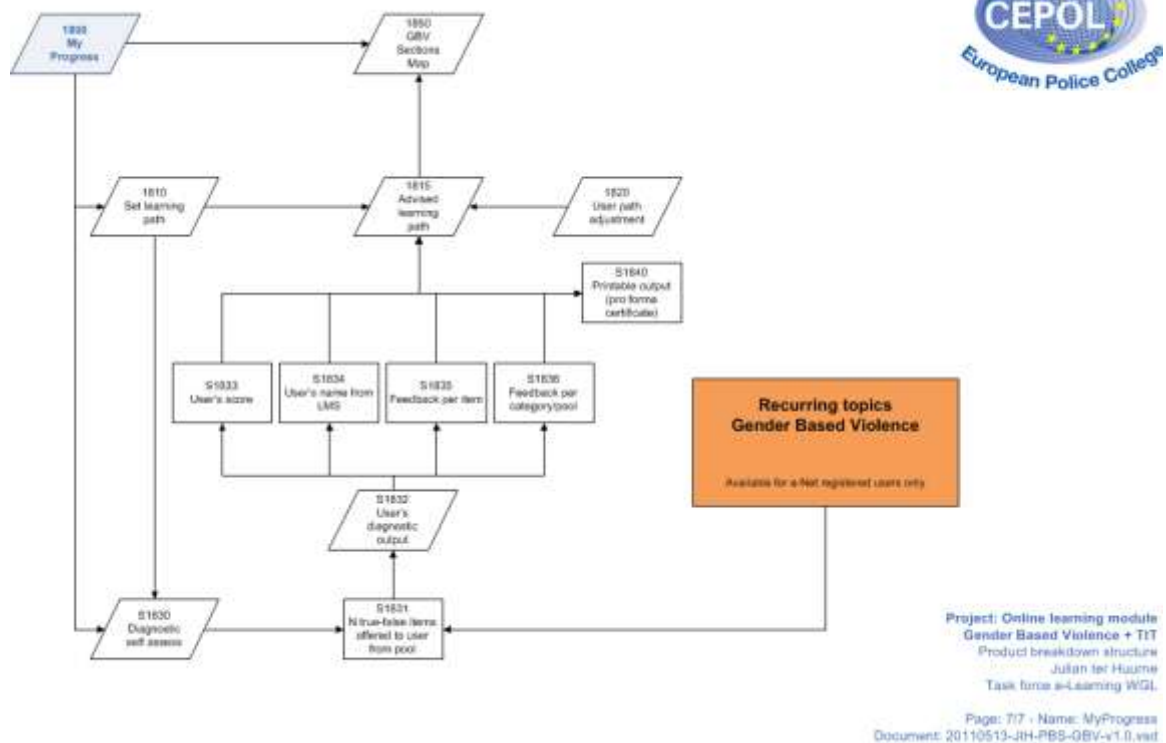 1800
My
Progress
1850
GBV
Sections
Map
CEPOL
European Police College
1810
Set learning
path
1815
Advised
learning
path
1820
User path
adjustment
S1840
Printable output
(pro forma
certificate)
S1833
User's score
S1834
User's name from
LMS
S1835
Feedback per item
S1836
Feedback per
category/pool
Recurring topics
Gender Based Violence
Available for e-Net registered users only
S1832
User's
diagnostic
output
S1830
Diagnostic
self assess
S1831
N true-false items
offered to user
from pool
Project: Online learning module
Gender Based Violence + TtT
Product breakdown structure
Julian ter Huurne
Task force e-Learning WGL
Page: 7/7 - Name: MyProgress
Document: 20110513-JtH-PBS-GBV-v1.0.vsd